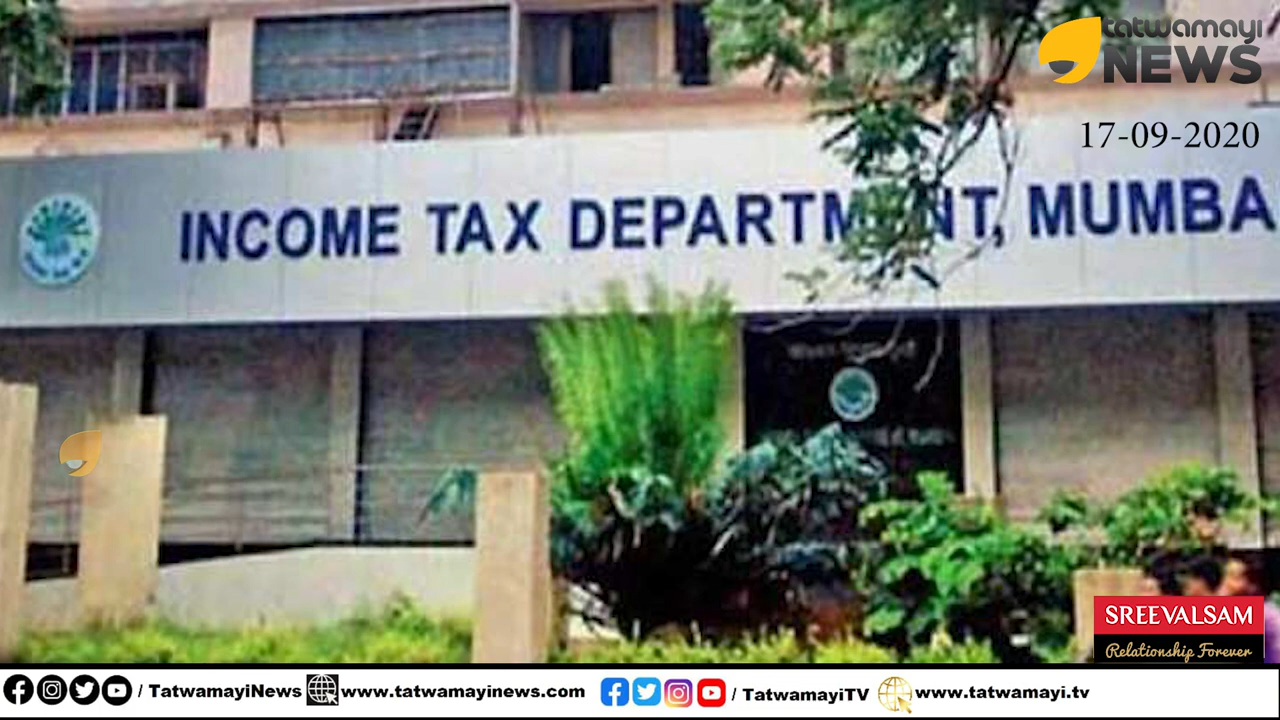 tatwamayi
NEWS
17-09-2020
INCOME TAX DEPARTMENT, MUMBA
SREEVALSAM
Relationship Forever
/ TatwamayiNews www.tatwamayinews.com / TatwamayiTV www.tatwamayi.tv